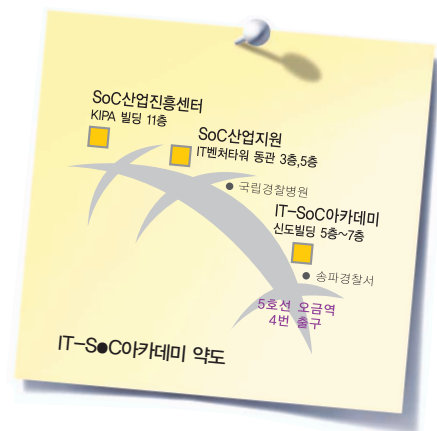 SoC산업진흥센터
KIPA 빌딩 11층
SoC산업지원
IT벤처타워 동관 3층,5층
국립경찰병원
IT-SoC아카데미
신도빌딩 5층~7층
송파경찰서
5호선 오금역
4번 출구
IT-S●C아카데미 약도